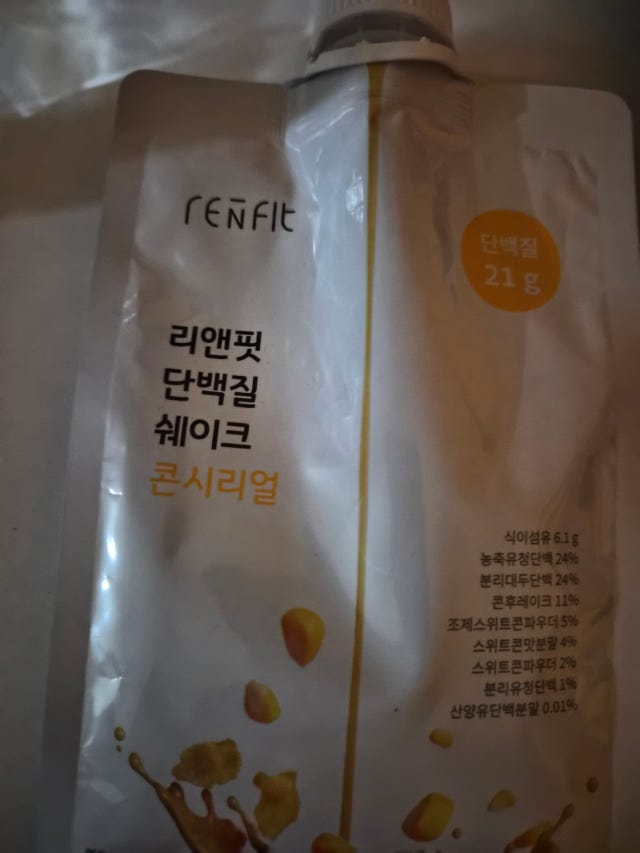 renfit
단백질
21 g
리앤핏
단백질
쉐이크
콘시리얼
식이섬유 6.1 g
농축유청단백 24%
분리대두단백 24%
콘후레이크 11%
조제스위트콘파우더 5%
스위트콘맛분말 4%
스위트콘파우더 2%
분리유청단백 1%
산양유단백분말 0.01%